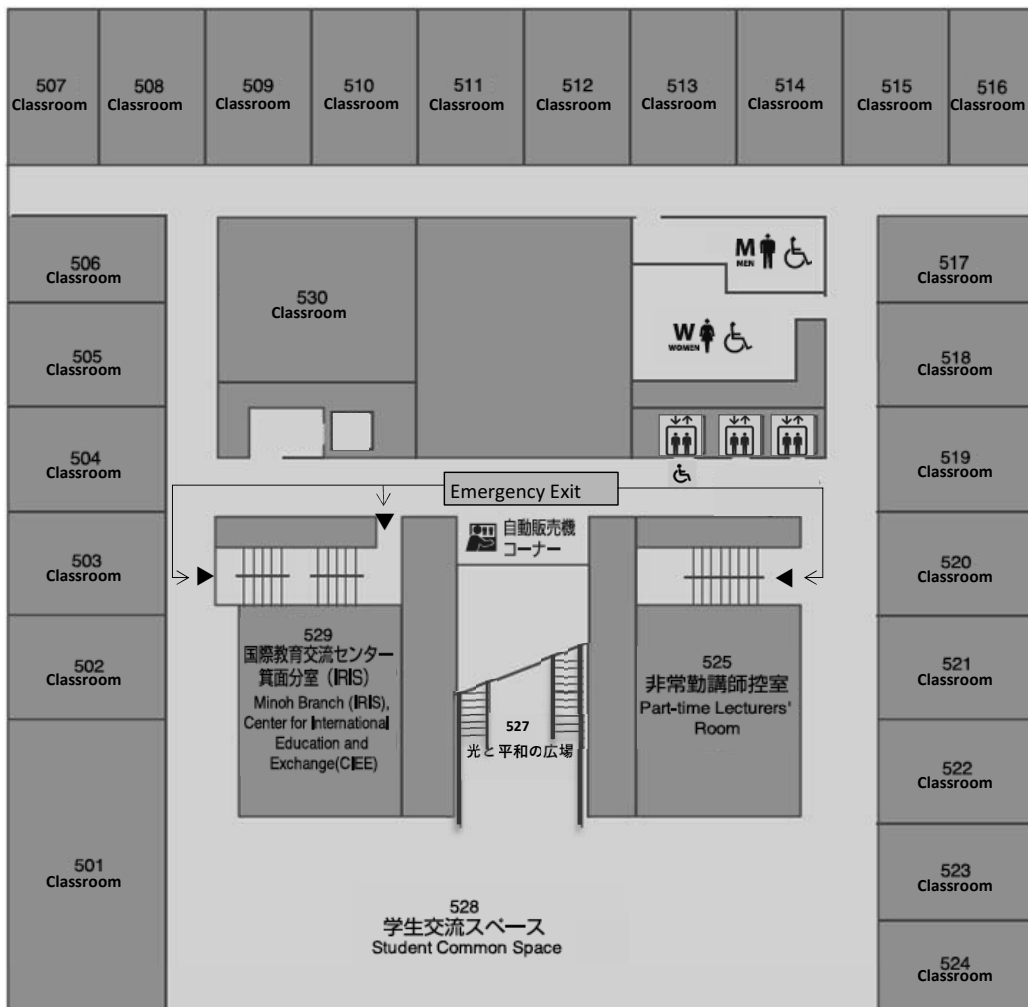 507
Classroom
508
Classroom
509
Classroom
510
Classroom
511
Classroom
512
Classroom
513
Classroom
514
Classroom
515
Classroom
516
Classroom
506
Classroom
505
Classroom
504
Classroom
503
Classroom
502
Classroom
501
Classroom
530
Classroom
M
MEN
W
WOMEN
517
Classroom
518
Classroom
519
Classroom
520
Classroom
521
Classroom
522
Classroom
523
Classroom
524
Classroom
Emergency Exit
自動販売機
コーナー
529
国際教育交流センター
箕面分室（IRIS）
Minoh Branch (IRIS),
Center for International
Education and
Exchange(CIEE)
527
光と平和の広場
525
非常勤講師控室
Part-time Lecturers'
Room
528
学生交流スペース
Student Common Space